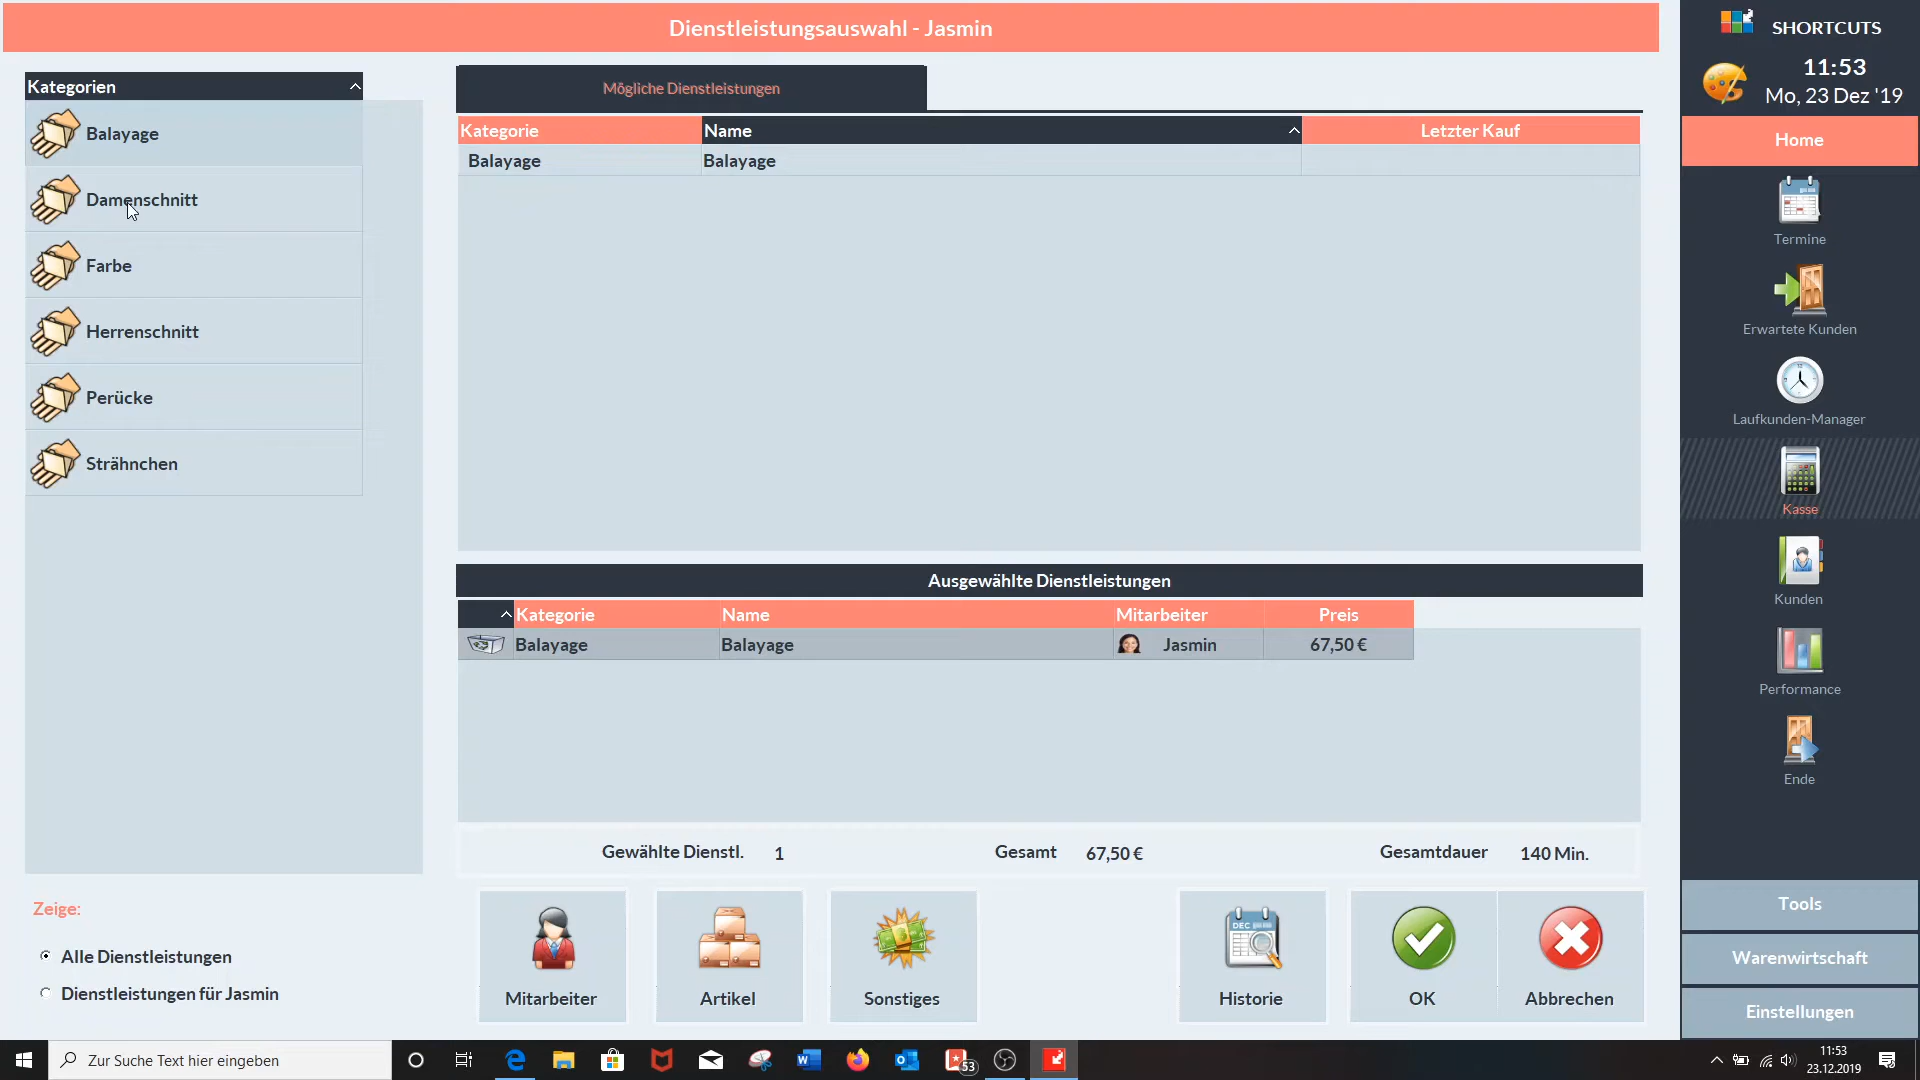 Dienstleistungsauswahl - Jasmin
SHORTCUTS
11:53
Mo, 23 Dez '19
Kategorien
Balayage
Damenschnitt
Farbe
Herrenschnitt
Perücke
Strähnchen
Zeige:
Alle Dienstleistungen
Dienstleistungen für Jasmin
Mögliche Dienstleistungen
Kategorie Name Letzter Kauf
Balayage Balayage
Ausgewählte Dienstleistungen
Kategorie Name Mitarbeiter Preis
Balayage Balayage Jasmin 67,50 €
Gewählte Dienstl. 1 Gesamt 67,50 € Gesamtdauer 140 Min.
Mitarbeiter
Artikel
Sonstiges
DEC
Historie
OK
Abbrechen
Home
Termine
Erwartete Kunden
Laufkunden-Manager
Kasse
Kunden
Performance
Ende
Tools
Warenwirtschaft
Einstellungen
Zur Suche Text hier eingeben
53
11:53
23.12.2019